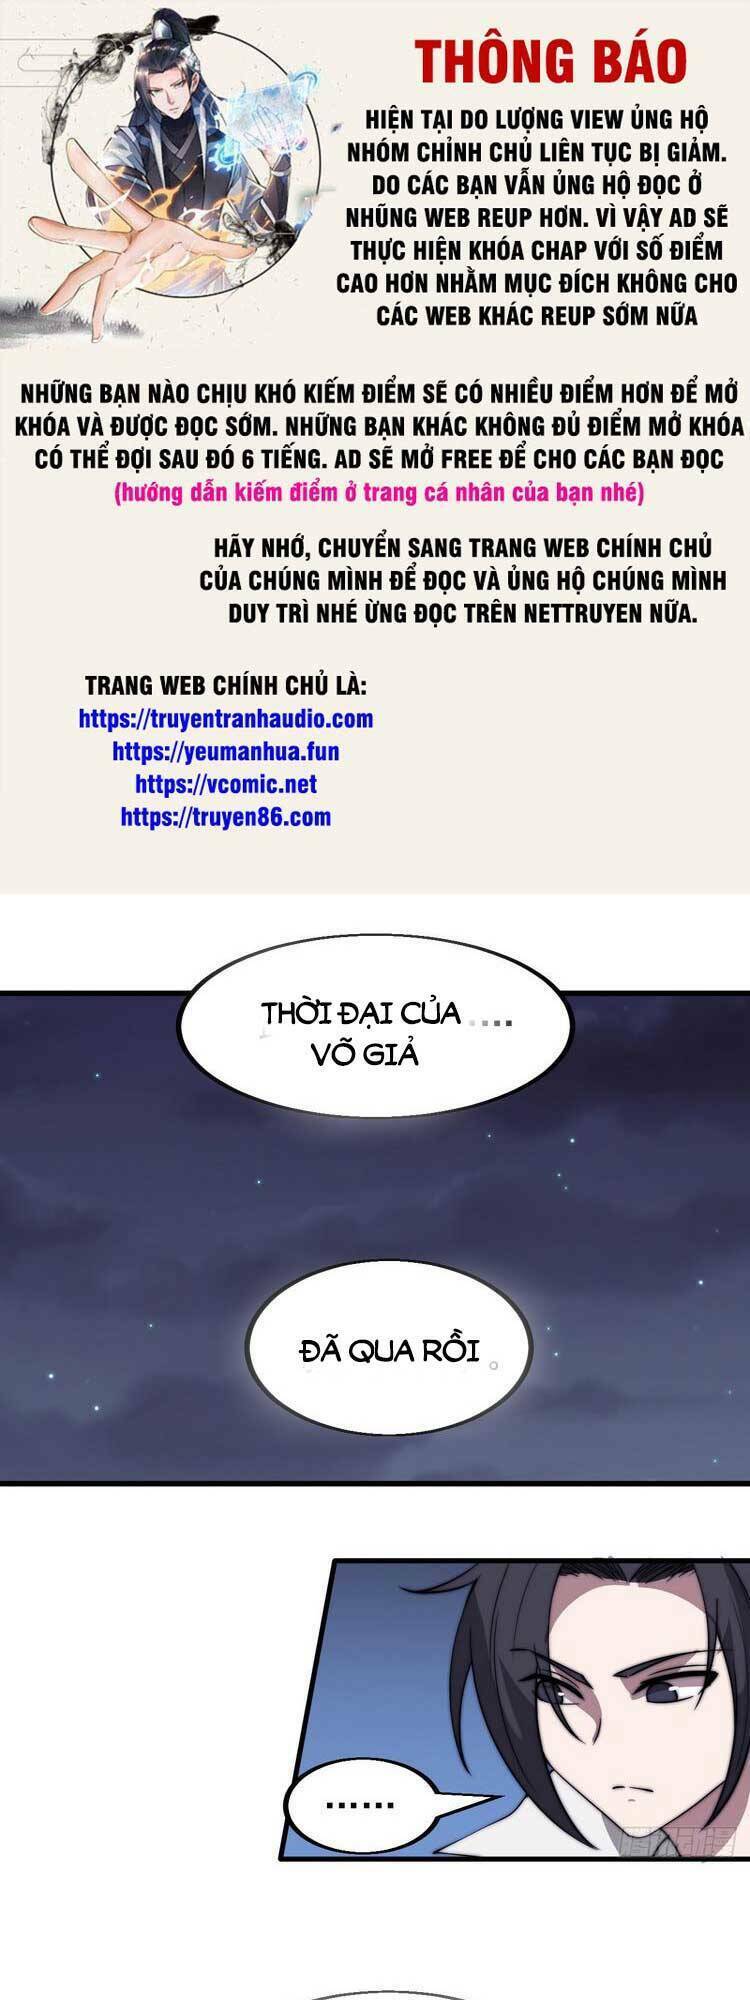 THÔNG BÁO
HIỆN TẠI DO LƯỢNG VIEW ỦNG HỘ
NHÓM CHỈNH CHỦ LIÊN TỤC BỊ GIẢM.
DO CÁC BẠN VẪN ỦNG HỘ ĐỌC Ở
NHŨNG WEB REUP HƠN. VÌ VẬY AD SẼ
THỰC HIỆN KHÓA CHAP VỚI SỐ ĐIỂM
CAO HƠN NHẰM MỤC ĐÍCH KHÔNG CHO
CÁC WEB KHÁC REUP SỚM NỮA
NHỮNG BẠN NÀO CHỊU KHÓ KIẾM ĐIỂM SẼ CÓ NHIỀU ĐIỂM HƠN ĐỂ MỞ
KHÓA VÀ ĐƯỢC ĐỌC SỚM. NHỮNG BẠN KHÁC KHÔNG ĐỦ ĐIỂM MỞ KHÓA
CÓ THỂ ĐỢI SAU ĐÓ 6 TIẾNG. AD SẼ MỞ FREE ĐỂ CHO CÁC BẠN ĐỌC
(hướng dẫn kiếm điểm ở trang cá nhân của bạn nhé)
HÃY NHỚ, CHUYỂN SANG TRANG WEB CHÍNH CHỦ
CỦA CHÚNG MÌNH ĐỂ ĐỌC VÀ ỦNG HỘ CHÚNG MÌNH
DUY TRÌ NHÉ ỪNG ĐỌC TRÊN NETTRUYEN NỮA.
TRANG WEB CHÍNH CHỦ LÀ:
https://truyentranhaudio.com
https://yeumanhua.fun
https://vcomic.net
https://truyen86.com
THỜI ĐẠI CỦA ....
VÕ GIẢ
ĐÃ QUA RỒI 。
......